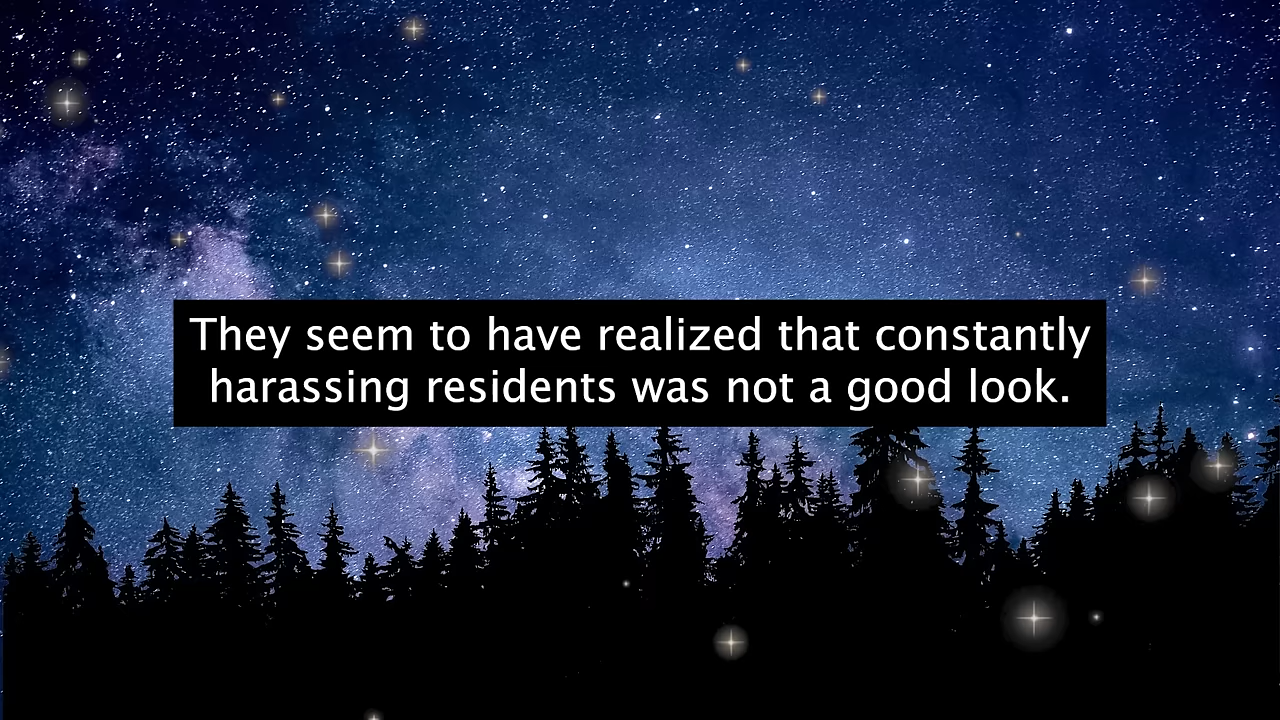 They seem to have realized that constantly
harassing residents was not a good look.